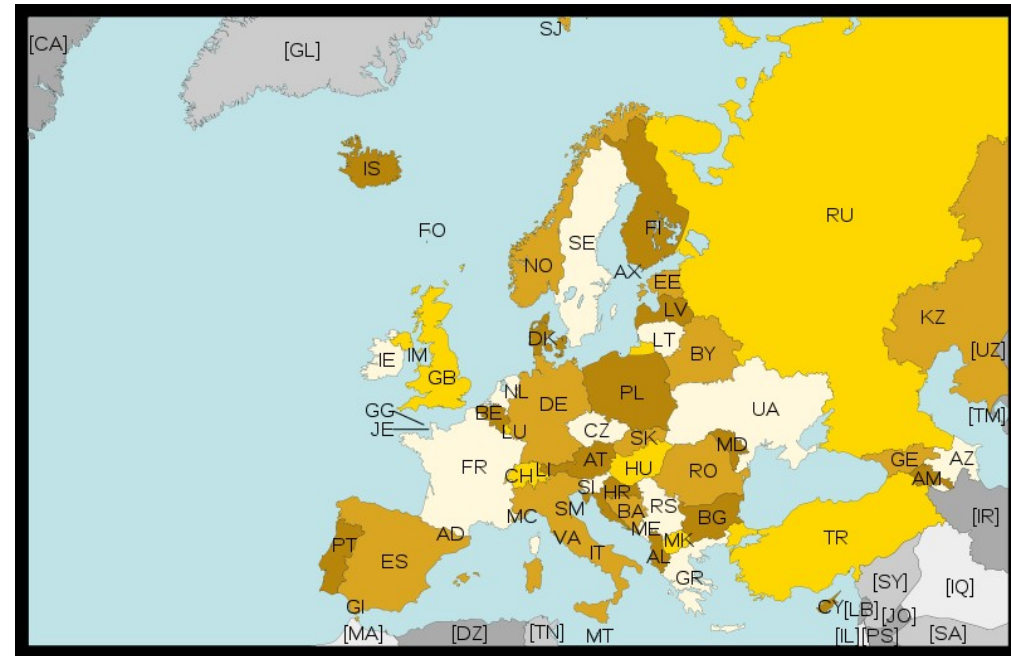 SJ
[CA]
[GL]
IS
RU
FO
FI
SE
NO
AX
EE
LV
KZ
DK
LT
IE
IM
BY
[UZ]
GB
NL
PL
DE
GG
BE
UA
[TM]
JE
LU
CZ
SK
MD
AT
GE
AZ
FR
CH
LI
HU
RO
AM
SI
HR
RS
SM
BA
BG
MC
ME
[IR]
AD
VA
MK
TR
PT
IT
AL
ES
GR
[SY]
[IQ]
GI
CY
[LB]
[JO]
[MA]
[DZ]
[TN]
MT
[IL]
[PS]
[SA]